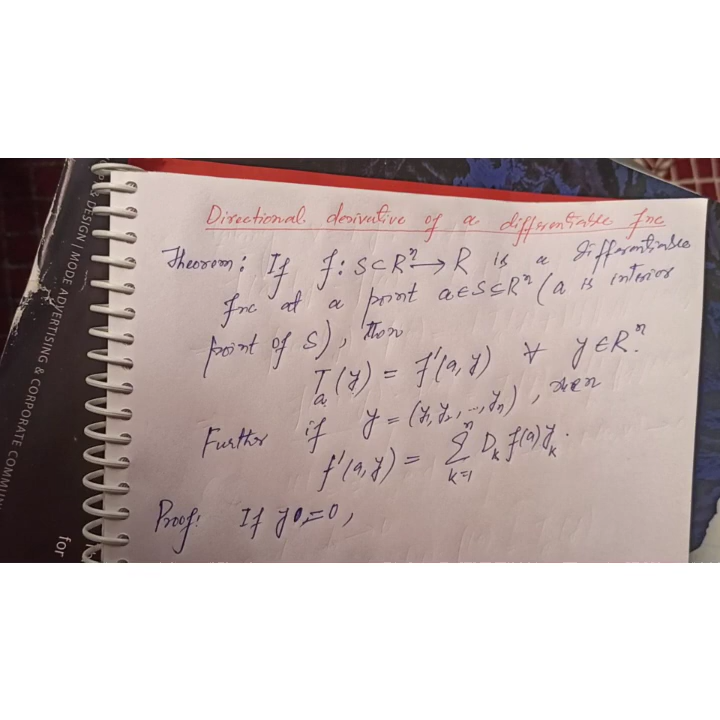 Directional derivative of a differentiable fnc
Theorem: If f: S⊂Rⁿ → R is a differentiable
fnc at a point a∈S⊆Rⁿ (a is interior
point of S), then
Tₐ(y) = f'(a, y) ∀ y∈Rⁿ.
Further if y = (y₁, y₂, ..., yₙ), then
f'(a, y) = ∑ₖ₌₁ⁿ Dₖ f(a) yₖ.
Proof: If y = 0,
& DESIGN | MODE ADVERTISING & CORPORATE COMMUN
for